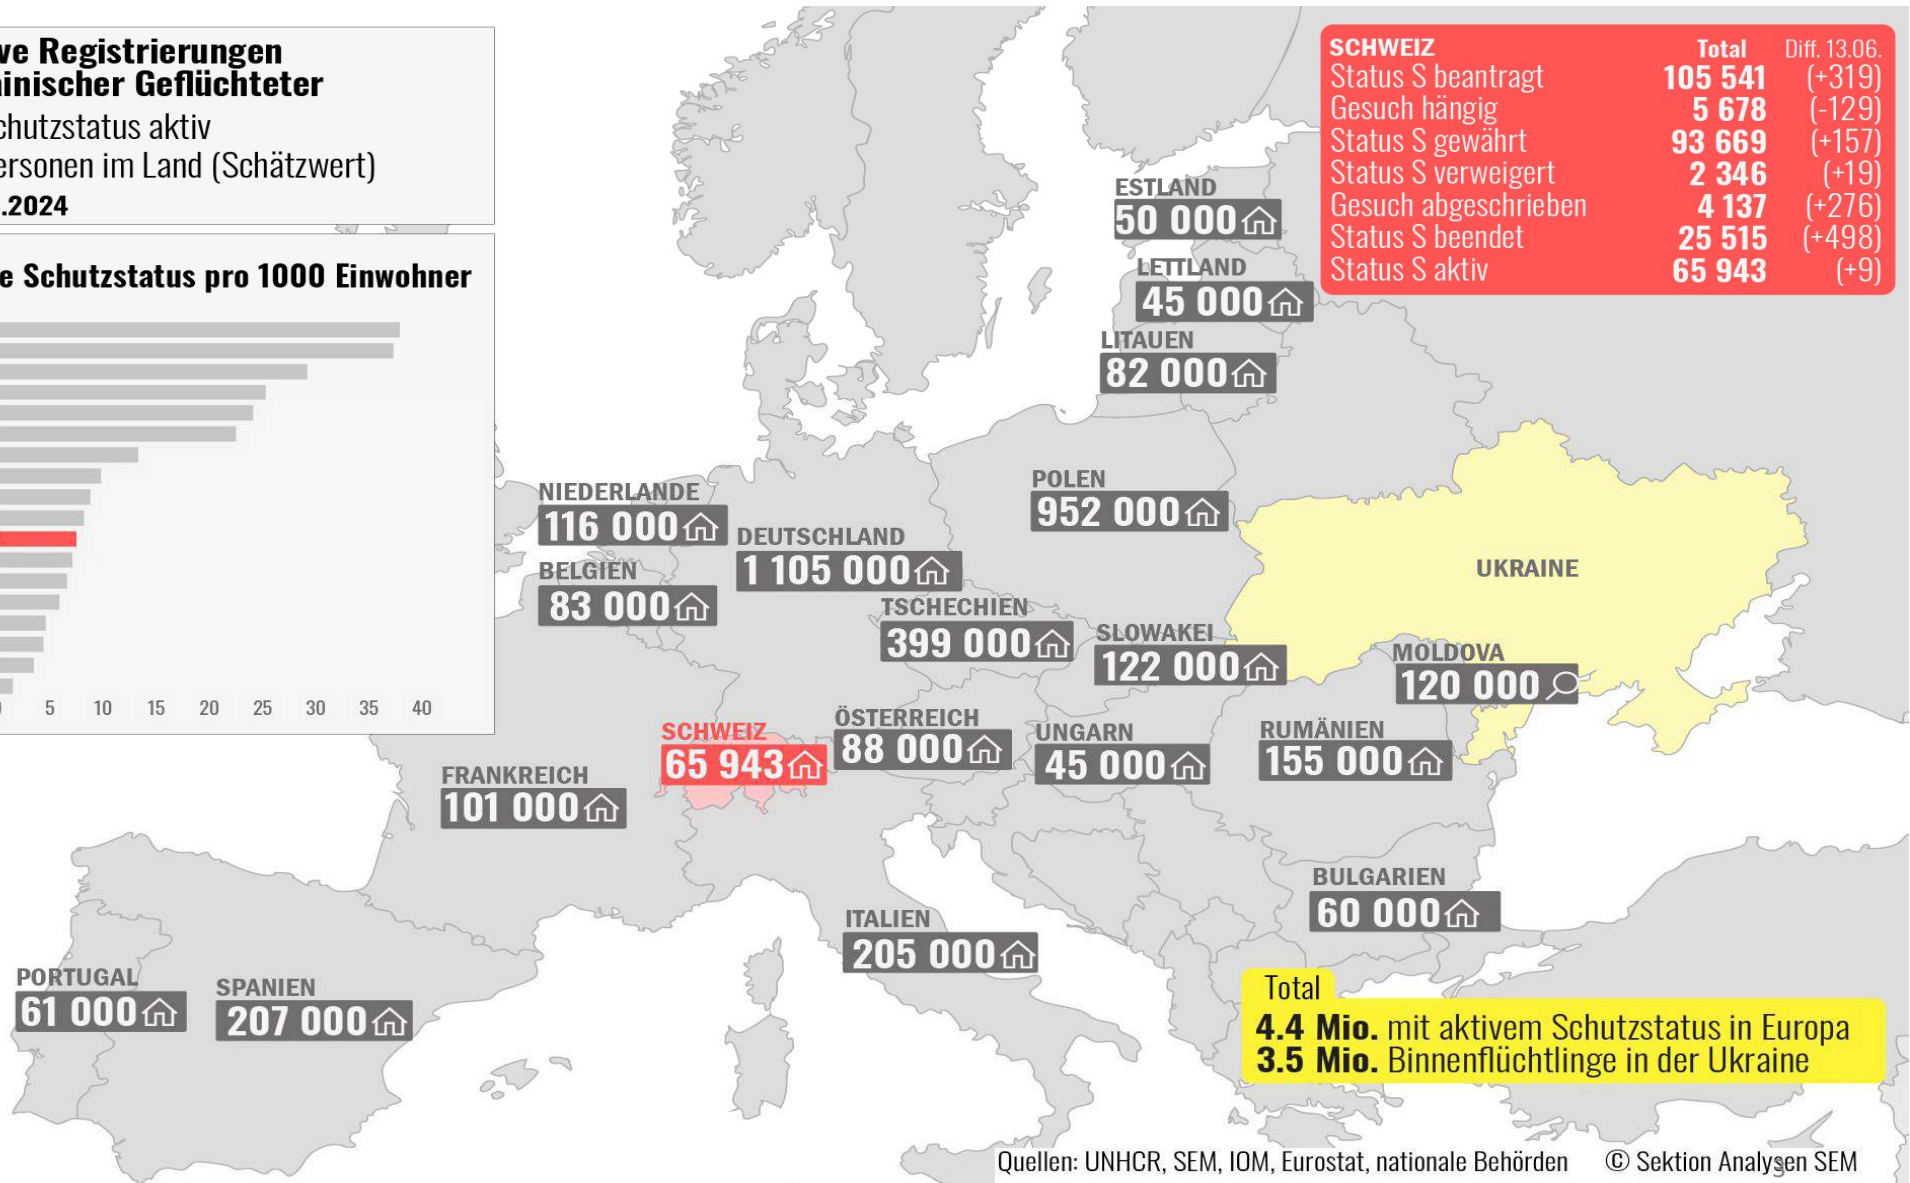 ve Registrierungen
ainischer Geflüchteter
chutzstatus aktiv
ersonen im Land (Schätzwert)
.2024
e Schutzstatus pro 1000 Einwohner
5 10 15 20 25 30 35 40
SCHWEIZ Total Diff. 13.06.
Status S beantragt 105 541 (+319)
Gesuch hängig 5 678 (-129)
Status S gewährt 93 669 (+157)
Status S verweigert 2 346 (+19)
Gesuch abgeschrieben 4 137 (+276)
Status S beendet 25 515 (+498)
Status S aktiv 65 943 (+9)
ESTLAND
50 000
LETTLAND
45 000
LITAUEN
82 000
POLEN
952 000
NIEDERLANDE
116 000
DEUTSCHLAND
1 105 000
BELGIEN
83 000
UKRAINE
TSCHECHIEN
399 000
SLOWAKEI
122 000
MOLDOVA
120 000
SCHWEIZ
65 943
ÖSTERREICH
88 000
UNGARN
45 000
RUMÄNIEN
155 000
FRANKREICH
101 000
BULGARIEN
60 000
ITALIEN
205 000
PORTUGAL
61 000
SPANIEN
207 000
Total
4.4 Mio. mit aktivem Schutzstatus in Europa
3.5 Mio. Binnenflüchtlinge in der Ukraine
Quellen: UNHCR, SEM, IOM, Eurostat, nationale Behörden © Sektion Analysen SEM